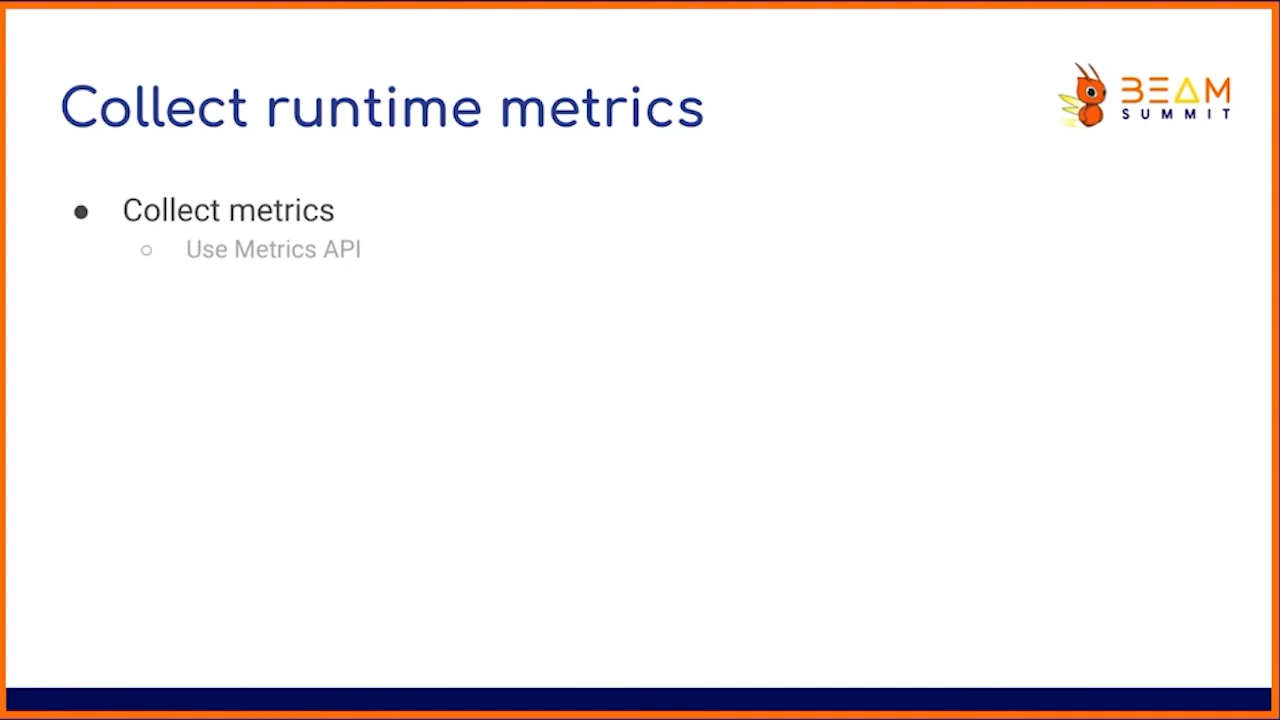 Collect runtime metrics
BEAM
SUMMIT
● Collect metrics
○ Use Metrics API